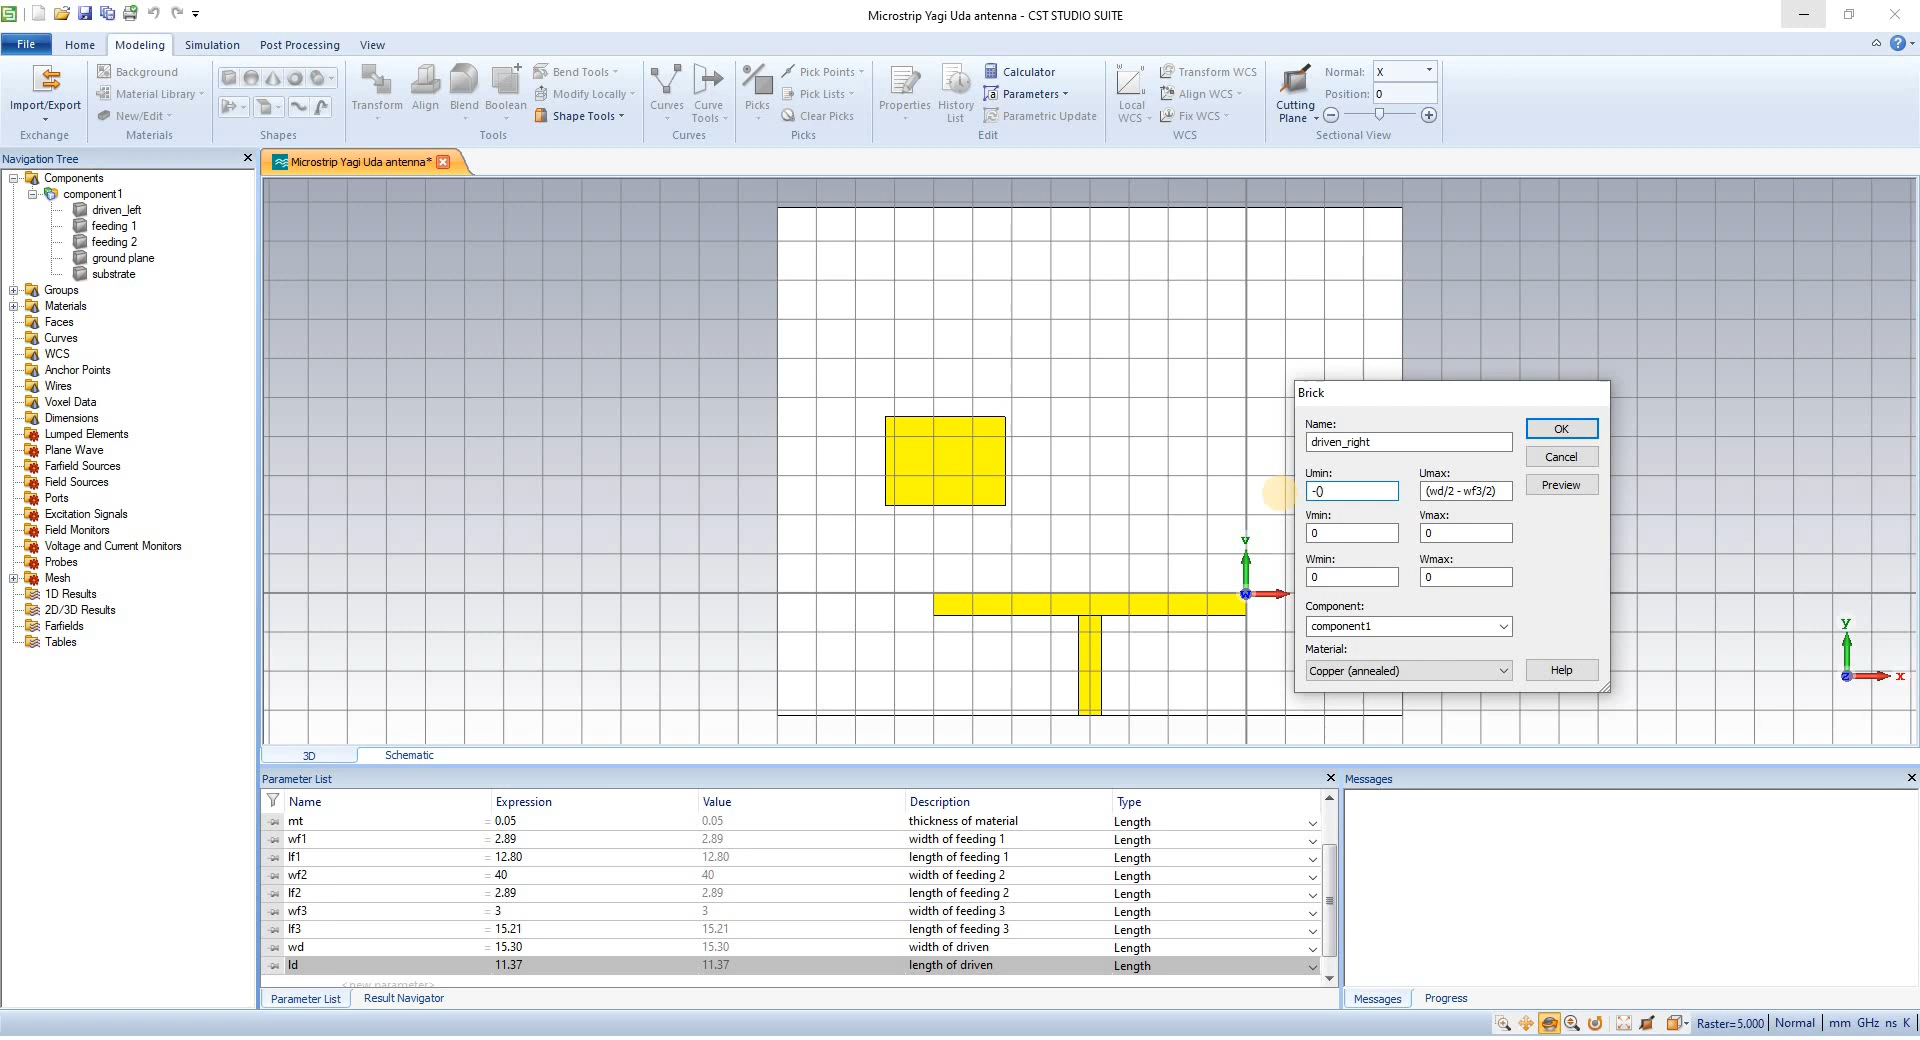 Microstrip Yagi Uda antenna - CST STUDIO SUITE
File Home Modeling Simulation Post Processing View
Import/Export
Exchange
Background
Material Library
New/Edit
Materials
Shapes
Transform Align Blend Boolean
Bend Tools
Modify Locally
Shape Tools
Tools
Curves Curve Tools
Curves
Picks
Pick Points
Pick Lists
Clear Picks
Picks
Properties History List
Calculator
Parameters
Parametric Update
Edit
Local WCS
Transform WCS
Align WCS
Fix WCS
WCS
Cutting Plane
Normal: X
Position: 0
Sectional View
Navigation Tree
Microstrip Yagi Uda antenna*
Components
component1
driven_left
feeding 1
feeding 2
ground plane
substrate
Groups
Materials
Faces
Curves
WCS
Anchor Points
Wires
Voxel Data
Dimensions
Lumped Elements
Plane Wave
Farfield Sources
Field Sources
Ports
Excitation Signals
Field Monitors
Voltage and Current Monitors
Probes
Mesh
1D Results
2D/3D Results
Farfields
Tables
v
w
y
z
x
Brick
Name:
driven_right
OK
Cancel
Preview
Umin: Umax:
-() (wd/2 - wf3/2)
Vmin: Vmax:
0 0
Wmin: Wmax:
0 0
Component:
component1
Material:
Copper (annealed)
Help
3D Schematic
Parameter List
Name Expression Value Description Type
mt = 0.05 0.05 thickness of material Length
wf1 = 2.89 2.89 width of feeding 1 Length
lf1 = 12.80 12.80 length of feeding 1 Length
wf2 = 40 40 width of feeding 2 Length
lf2 = 2.89 2.89 length of feeding 2 Length
wf3 = 3 3 width of feeding 3 Length
lf3 = 15.21 15.21 length of feeding 3 Length
wd = 15.30 15.30 width of driven Length
ld = 11.37 11.37 length of driven Length
<new parameter>
Parameter List Result Navigator
Messages
Messages Progress
Raster=5.000 Normal mm GHz ns K